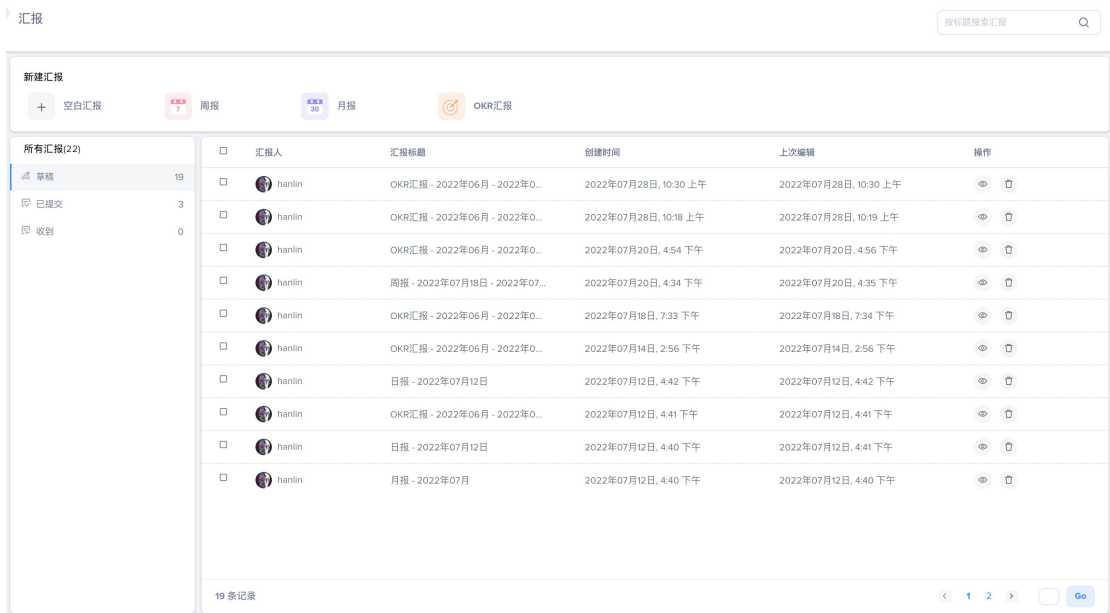 汇报
按标题搜索汇报
新建汇报
空白汇报 7 周报 30 月报 OKR汇报
所有汇报(22)
草稿 19
已提交 3
收到 0
汇报人 汇报标题 创建时间 上次编辑 操作
hanlin OKR汇报 - 2022年06月 - 2022年0... 2022年07月28日, 10:30 上午 2022年07月28日, 10:30 上午
hanlin OKR汇报 - 2022年06月 - 2022年0... 2022年07月28日, 10:18 上午 2022年07月28日, 10:19 上午
hanlin OKR汇报 - 2022年06月 - 2022年0... 2022年07月20日, 4:54 下午 2022年07月20日, 4:56 下午
hanlin 周报 - 2022年07月18日 - 2022年07... 2022年07月20日, 4:34 下午 2022年07月20日, 4:35 下午
hanlin OKR汇报 - 2022年06月 - 2022年0... 2022年07月18日, 7:33 下午 2022年07月18日, 7:34 下午
hanlin OKR汇报 - 2022年06月 - 2022年0... 2022年07月14日, 2:56 下午 2022年07月14日, 2:56 下午
hanlin 日报 - 2022年07月12日 2022年07月12日, 4:42 下午 2022年07月12日, 4:42 下午
hanlin OKR汇报 - 2022年06月 - 2022年0... 2022年07月12日, 4:41 下午 2022年07月12日, 4:41 下午
hanlin 日报 - 2022年07月12日 2022年07月12日, 4:40 下午 2022年07月12日, 4:41 下午
hanlin 月报 - 2022年07月 2022年07月12日, 4:40 下午 2022年07月12日, 4:40 下午
19 条记录 1 2 Go